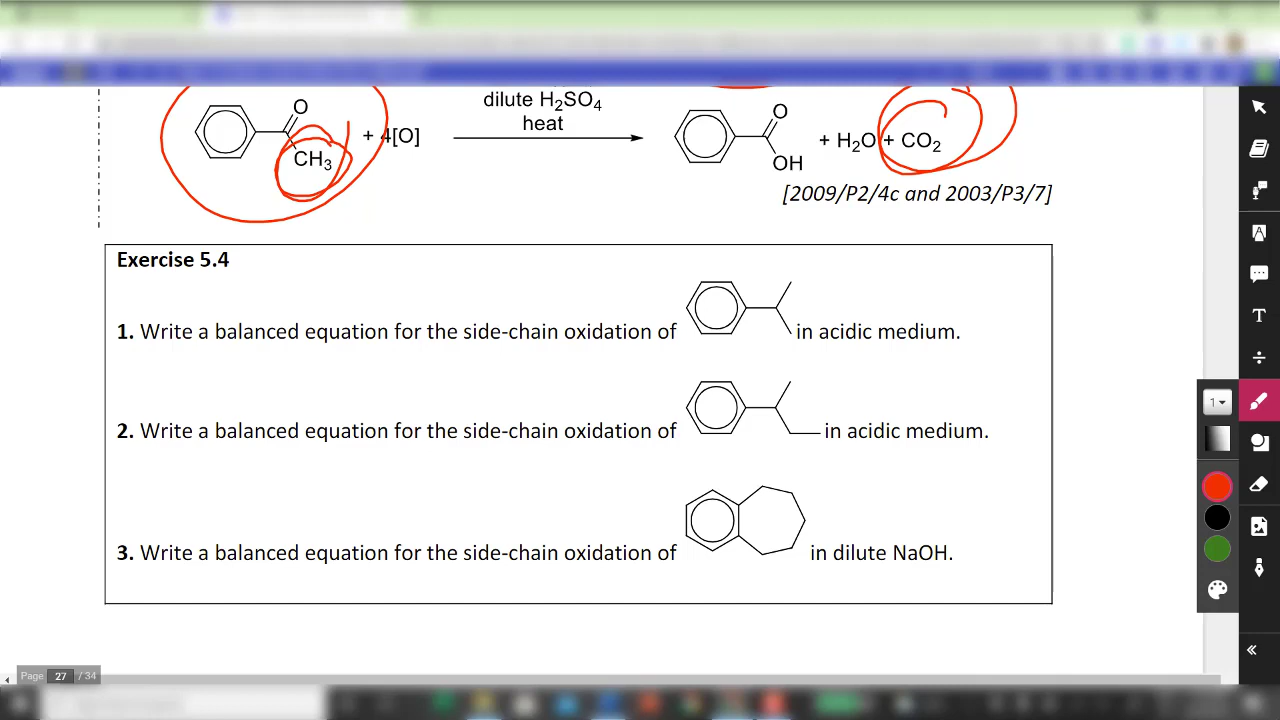 O
dilute H2SO4
O
+ 4[O]
heat
+ H2O + CO2
CH3
OH
[2009/P2/4c and 2003/P3/7]
Exercise 5.4
1. Write a balanced equation for the side-chain oxidation of in acidic medium.
2. Write a balanced equation for the side-chain oxidation of in acidic medium.
3. Write a balanced equation for the side-chain oxidation of in dilute NaOH.
1
T
Page 27 / 34